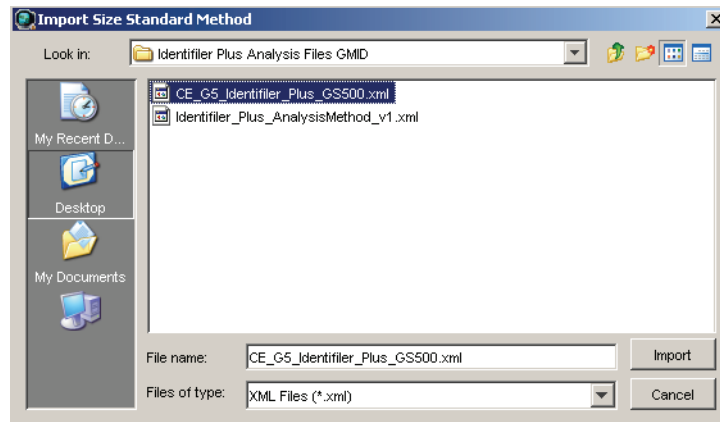 Import Size Standard Method
Look in:
Identifiler Plus Analysis Files GMID
My Recent D...
Desktop
My Documents
CE_G5_Identifiler_Plus_GS500.xml
Identifiler_Plus_AnalysisMethod_v1.xml
File name:
CE_G5_Identifiler_Plus_GS500.xml
Import
Files of type:
XML Files (*.xml)
Cancel